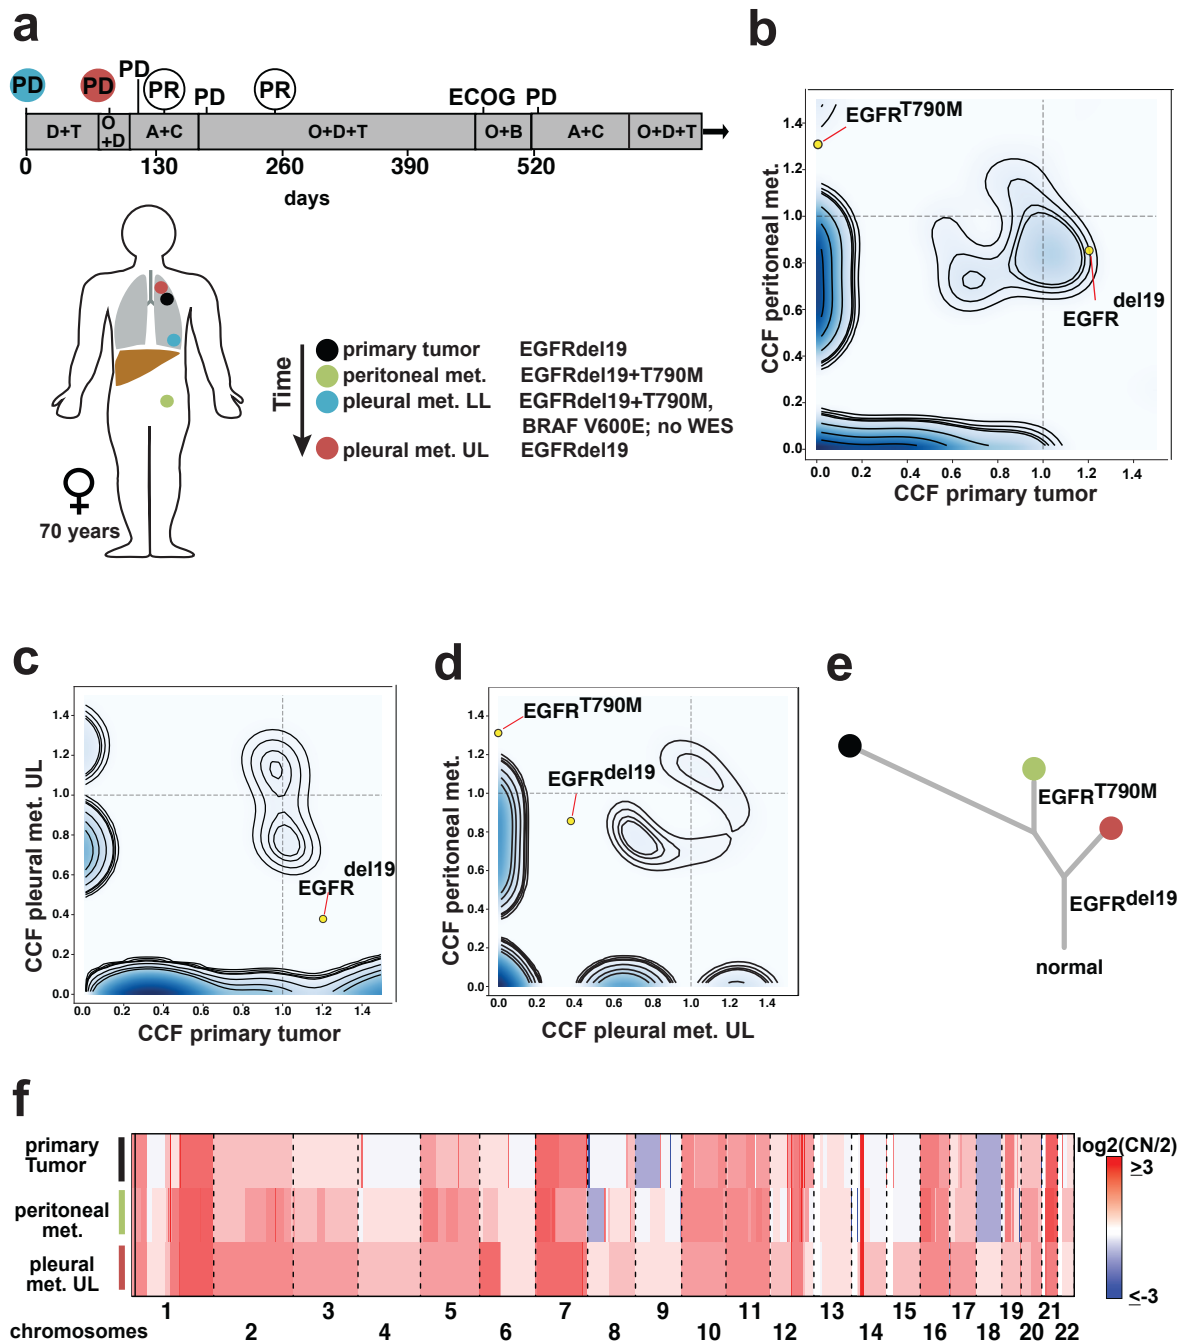 a
PD PD PD PR PD PR ECOG PD
D+T O+D A+C O+D+T O+B A+C O+D+T
0 130 260 390 520
days
Time
primary tumor EGFRdel19
peritoneal met. EGFRdel19+T790M
pleural met. LL EGFRdel19+T790M,
BRAF V600E; no WES
pleural met. UL EGFRdel19
♀
70 years
b
CCF peritoneal met.
1.4
1.2
1.0
0.8
0.6
0.4
0.2
0.0
EGFR T790M
EGFR del19
0.0 0.2 0.4 0.6 0.8 1.0 1.2 1.4
CCF primary tumor
c
CCF pleural met. UL
1.4
1.2
1.0
0.8
0.6
0.4
0.2
0.0
EGFR del19
0.0 0.2 0.4 0.6 0.8 1.0 1.2 1.4
CCF primary tumor
d
CCF peritoneal met.
1.4
1.2
1.0
0.8
0.6
0.4
0.2
0.0
EGFR T790M
EGFR del19
0.0 0.2 0.4 0.6 0.8 1.0 1.2 1.4
CCF pleural met. UL
e
EGFR T790M
EGFR del19
normal
f
primary
Tumor
peritoneal
met.
pleural
met. UL
log2(CN/2)
≥3
≤-3
1 3 5 7 9 11 13 15 17 19 21
chromosomes 2 4 6 8 10 12 14 16 18 20 22